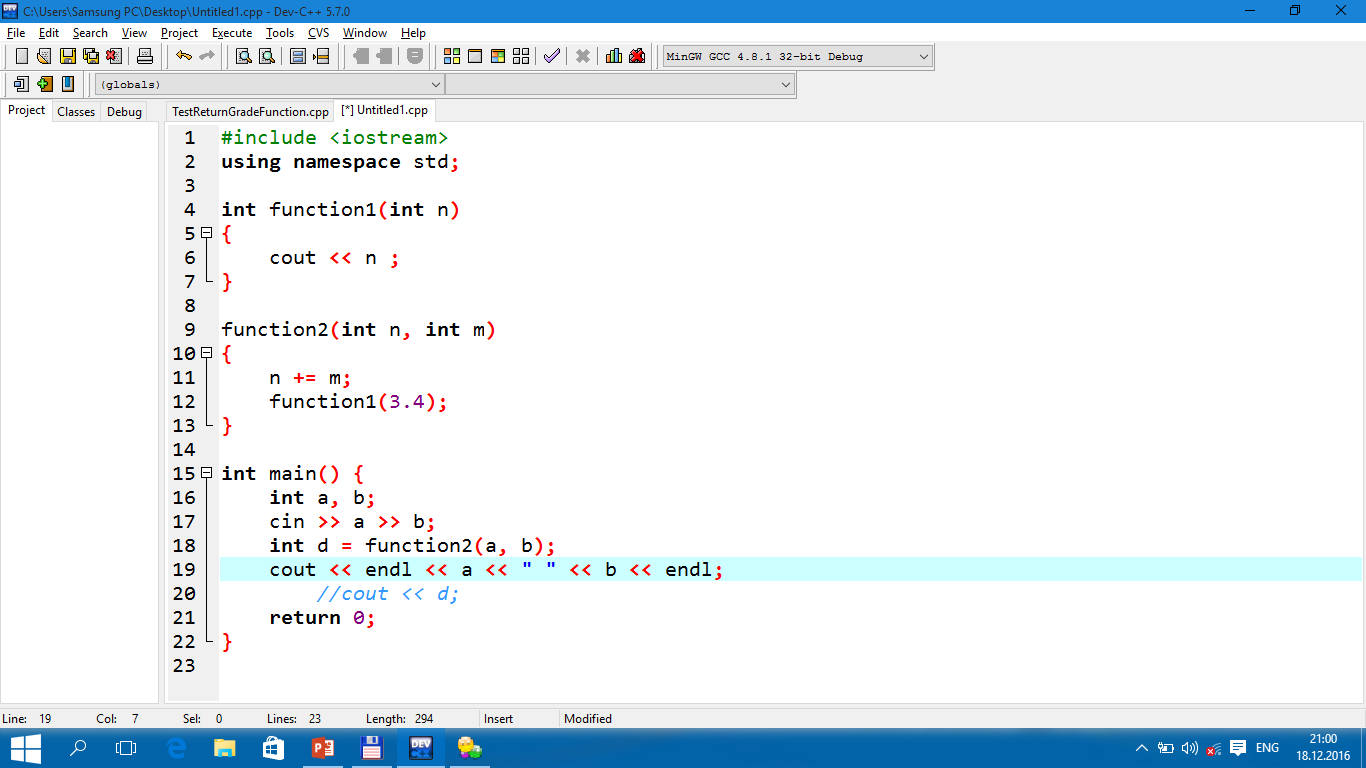 C:\Users\Samsung PC\Desktop\Untitled1.cpp - Dev-C++ 5.7.0
File Edit Search View Project Execute Tools CVS Window Help
MinGW GCC 4.8.1 32-bit Debug
(globals)
Project Classes Debug TestReturnGradeFunction.cpp [*] Untitled1.cpp
1 #include <iostream>
2 using namespace std;
3
4 int function1(int n)
5 {
6     cout << n ;
7 }
8
9 function2(int n, int m)
10 {
11     n += m;
12     function1(3.4);
13 }
14
15 int main() {
16     int a, b;
17     cin >> a >> b;
18     int d = function2(a, b);
19     cout << endl << a << " " << b << endl;
20         //cout << d;
21     return 0;
22 }
23
Line: 19 Col: 7 Sel: 0 Lines: 23 Length: 294 Insert Modified
DEV C++ ENG 21:00
18.12.2016